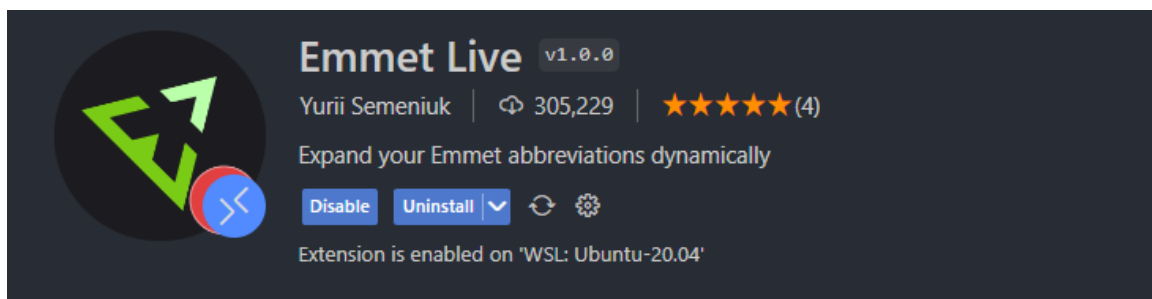 Emmet Live v1.0.0
Yurii Semeniuk 305,229 (4)
Expand your Emmet abbreviations dynamically
Disable Uninstall
Extension is enabled on 'WSL: Ubuntu-20.04'